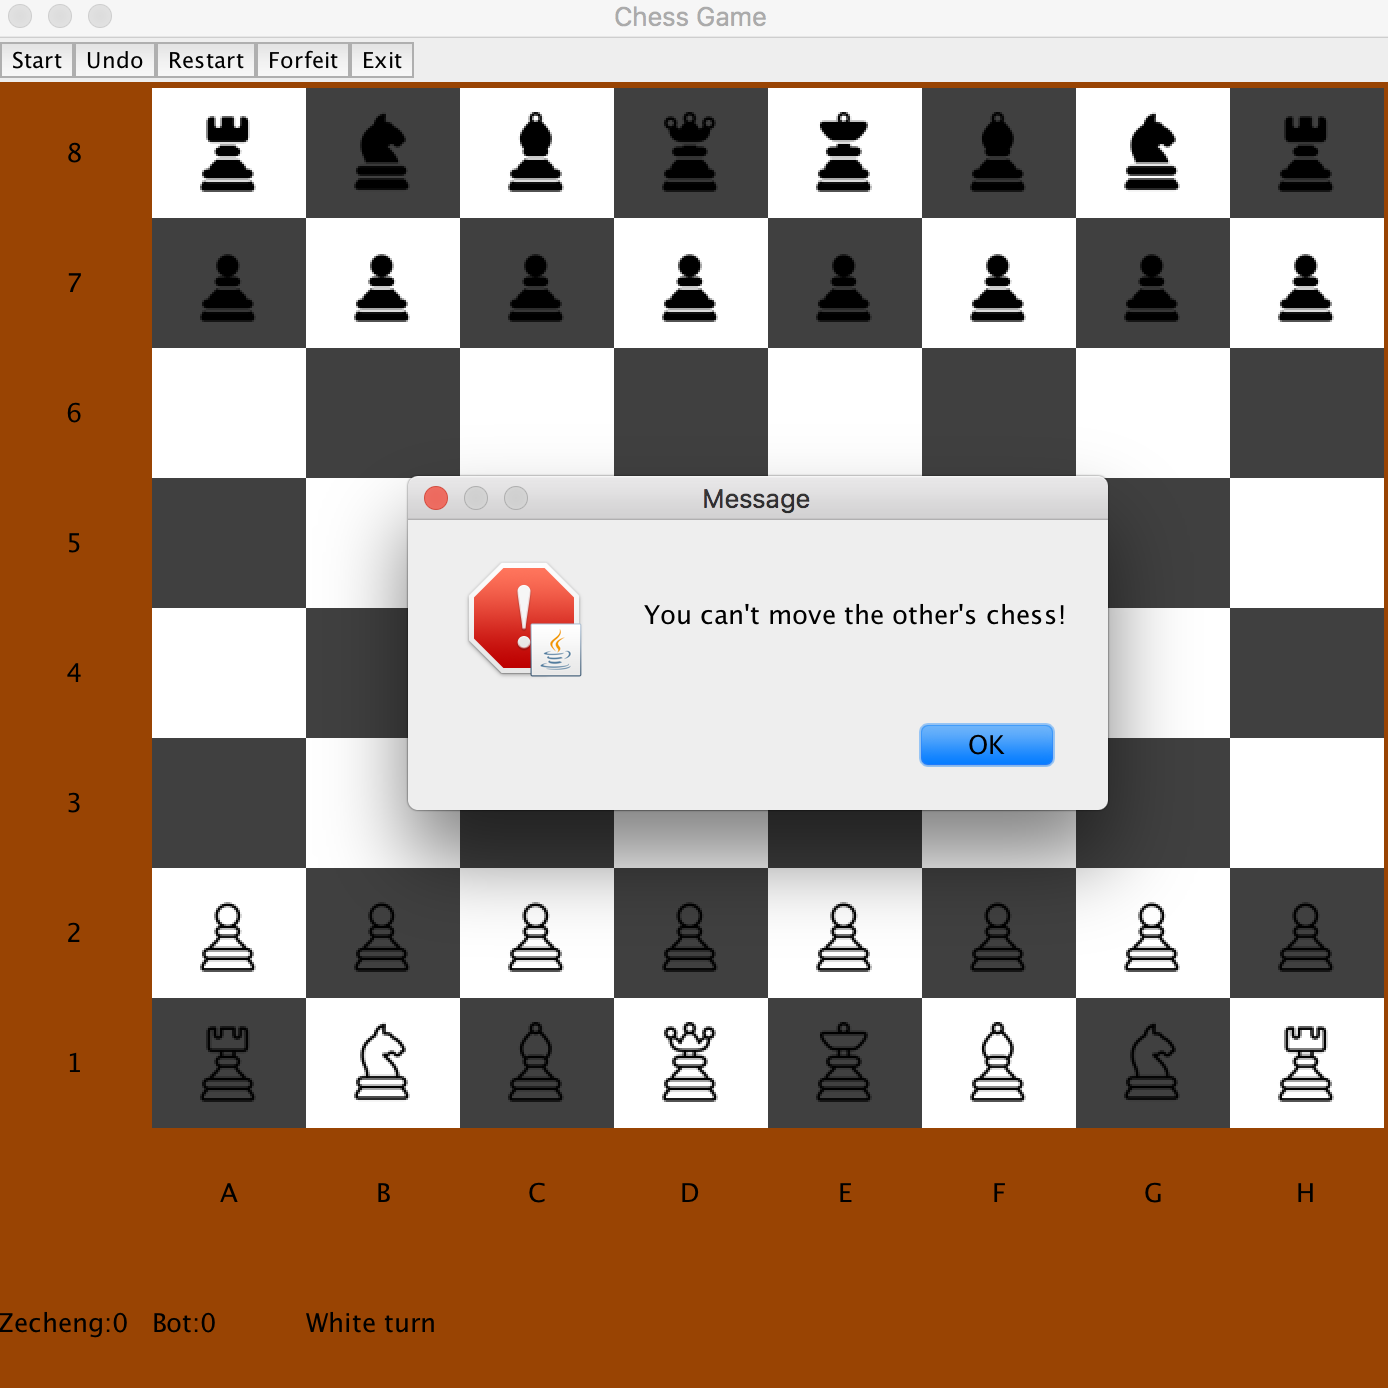 Chess Game
Start Undo Restart Forfeit Exit
8
7
6
5
Message
You can't move the other's chess!
4
OK
3
2
1
A B C D E F G H
Zecheng:0 Bot:0 White turn